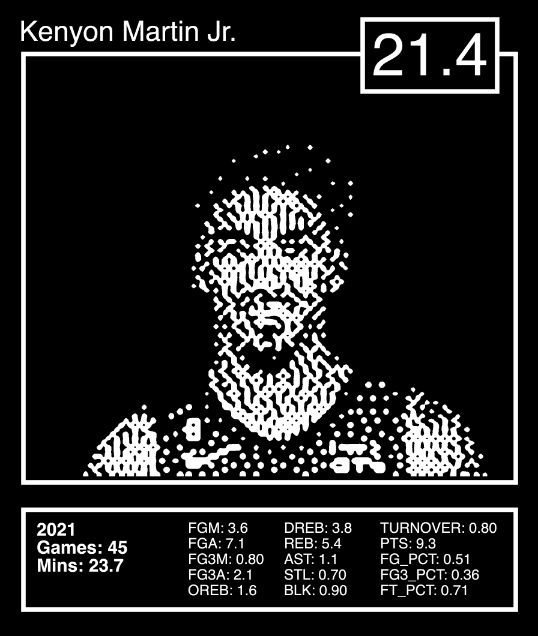 Kenyon Martin Jr.
21.4
2021
Games: 45
Mins: 23.7
FGM: 3.6
FGA: 7.1
FG3M: 0.80
FG3A: 2.1
OREB: 1.6
DREB: 3.8
REB: 5.4
AST: 1.1
STL: 0.70
BLK: 0.90
TURNOVER: 0.80
PTS: 9.3
FG_PCT: 0.51
FG3_PCT: 0.36
FT_PCT: 0.71